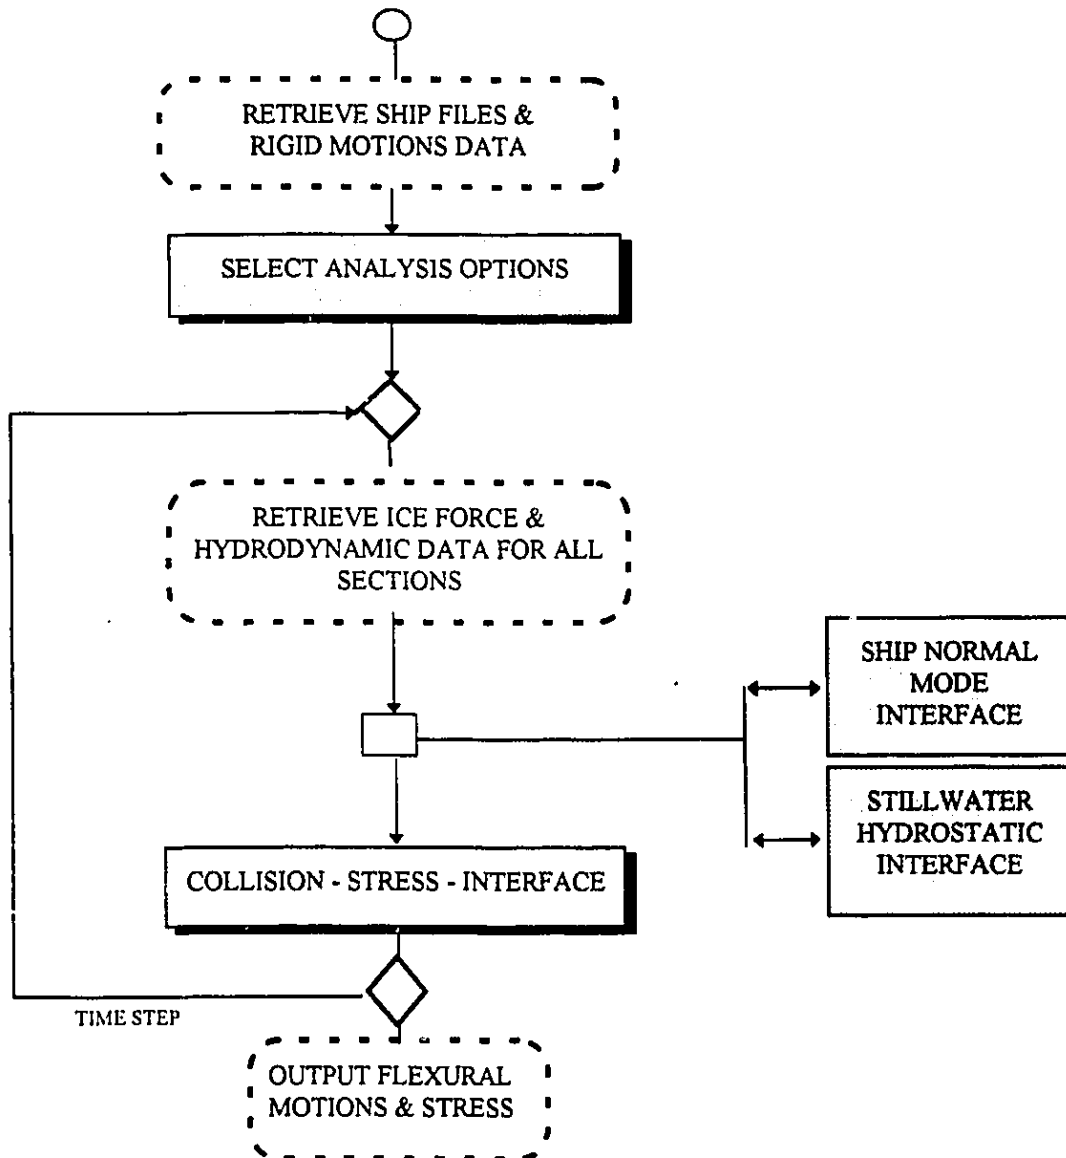 RETRIEVE SHIP FILES &
RIGID MOTIONS DATA
SELECT ANALYSIS OPTIONS
RETRIEVE ICE FORCE &
HYDRODYNAMIC DATA FOR ALL
SECTIONS
SHIP NORMAL
MODE
INTERFACE
STILLWATER
HYDROSTATIC
INTERFACE
COLLISION - STRESS - INTERFACE
TIME STEP
OUTPUT FLEXURAL
MOTIONS & STRESS